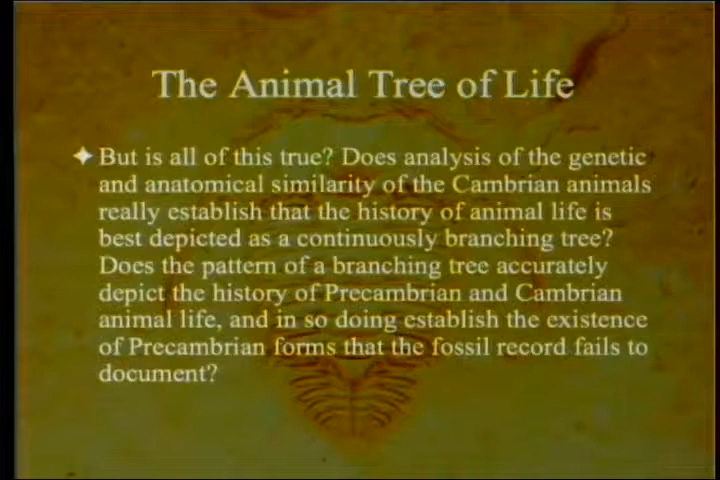 The Animal Tree of Life
But is all of this true? Does analysis of the genetic
and anatomical similarity of the Cambrian animals
really establish that the history of animal life is
best depicted as a continuously branching tree?
Does the pattern of a branching tree accurately
depict the history of Precambrian and Cambrian
animal life, and in so doing establish the existence
of Precambrian forms that the fossil record fails to
document?